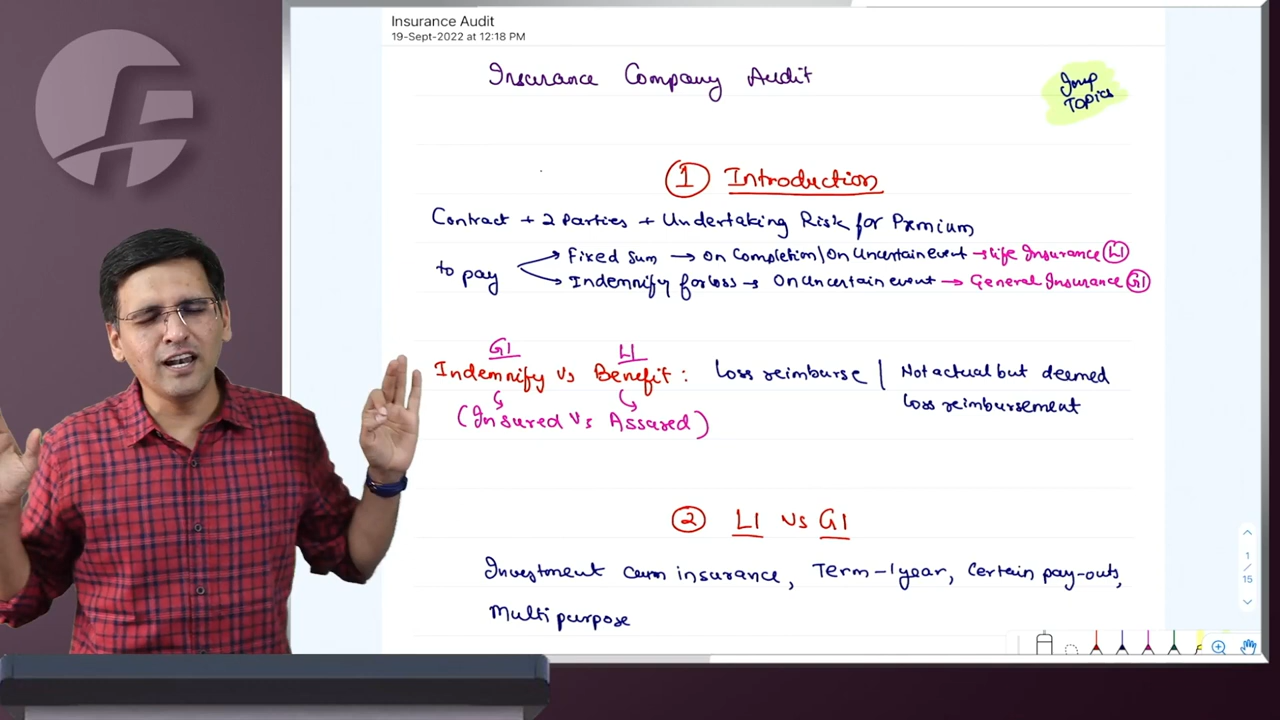 Insurance Audit
19-Sept-2022 at 12:18 PM
Insurance Company Audit
Imp Topics
① Introduction
Contract + 2 Parties + Undertaking Risk for Premium
to pay
→ Fixed sum → on Completion/On Uncertain event → Life Insurance LI
→ Indemnify for loss → On Uncertain event → General Insurance GI
GI LI
Indemnify Vs Benefit : Loss reimburse | Not actual but deemed
loss reimbursement
(Insured Vs Assured)
② LI vs GI
Investment cum insurance, Term-1 year, Certain pay-outs,
Multi purpose
1
/
15